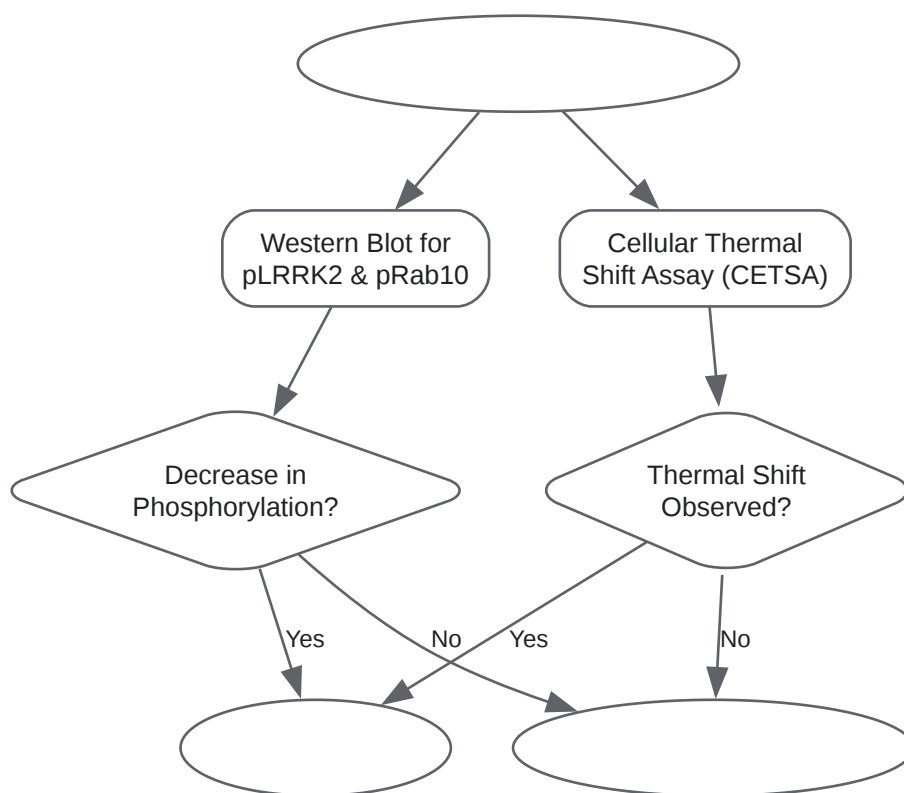 Western Blot for
pLRRK2 & pRab10
Cellular Thermal
Shift Assay (CETSA)
Decrease in
Phosphorylation?
Thermal Shift
Observed?
Yes
No
Yes
No